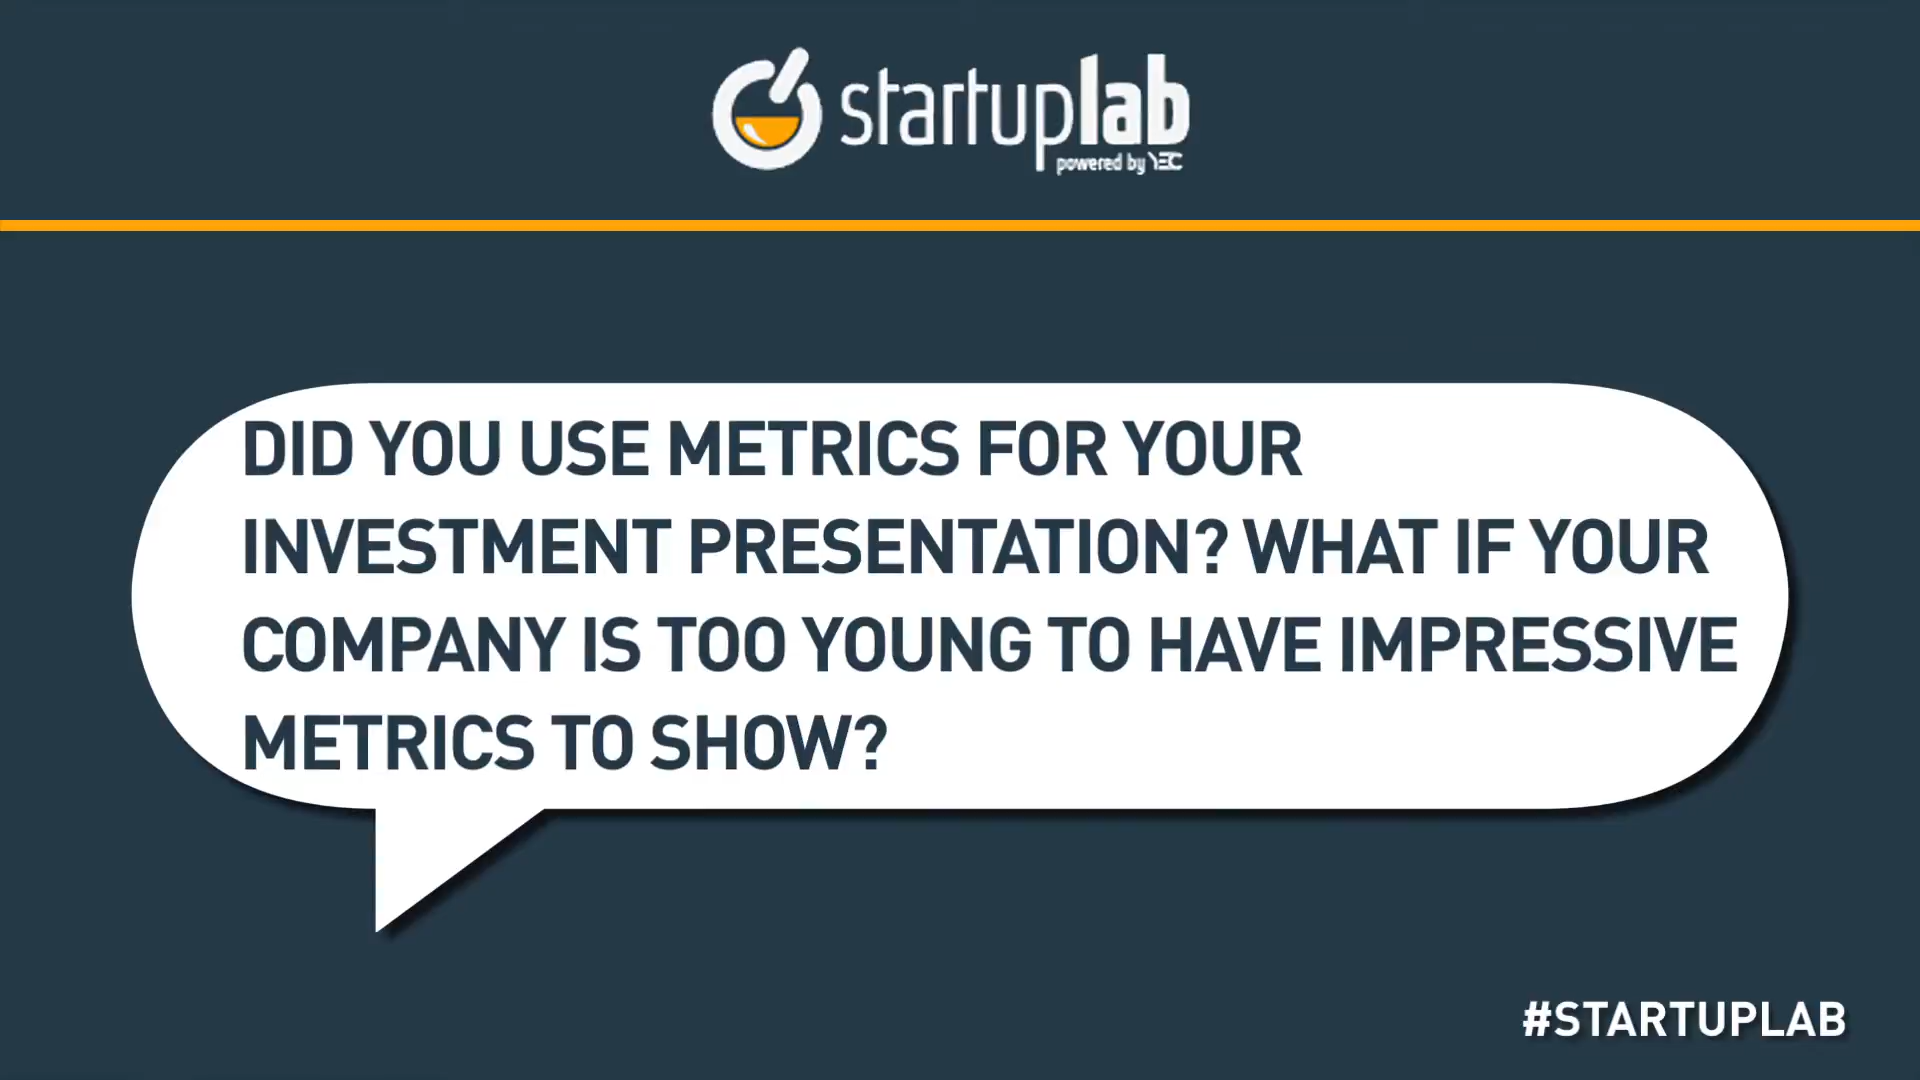 startuplab
powered by YEC
DID YOU USE METRICS FOR YOUR
INVESTMENT PRESENTATION? WHAT IF YOUR
COMPANY IS TOO YOUNG TO HAVE IMPRESSIVE
METRICS TO SHOW?
#STARTUPLAB